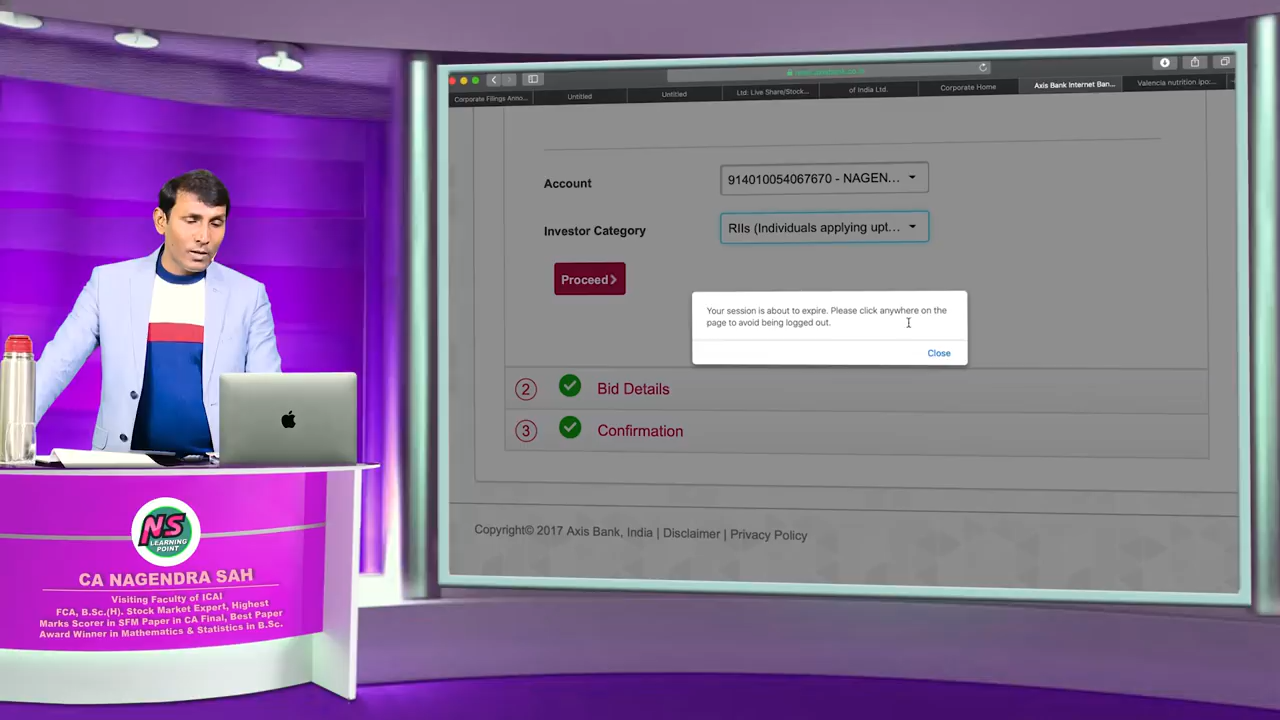 Corporate Filings Anno...
Untitled
Untitled
Ltd. Live Share/Stock...
of India Ltd.
Corporate Home
Axis Bank Internet Ban...
Valencia nutrition ipo:...
Account
914010054067670 - NAGEN...
Investor Category
RIIs (Individuals applying upt...
Proceed
Your session is about to expire. Please click anywhere on the
page to avoid being logged out.
Close
2 Bid Details
3 Confirmation
Copyright© 2017 Axis Bank, India | Disclaimer | Privacy Policy
NS
LEARNING
POINT
CA NAGENDRA SAH
Visiting Faculty of ICAI
FCA, B.Sc.(H). Stock Market Expert, Highest
Marks Scorer in SFM Paper in CA Final, Best Paper
Award Winner in Mathematics & Statistics in B.Sc.